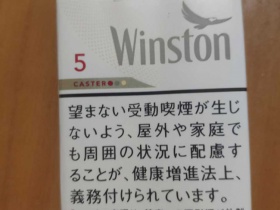 Winston
5
CASTER
望まない受動喫煙が生じ
ないよう、屋外や家庭で
も周囲の状況に配慮す
ることが、健康増進法上、
義務付けられています。